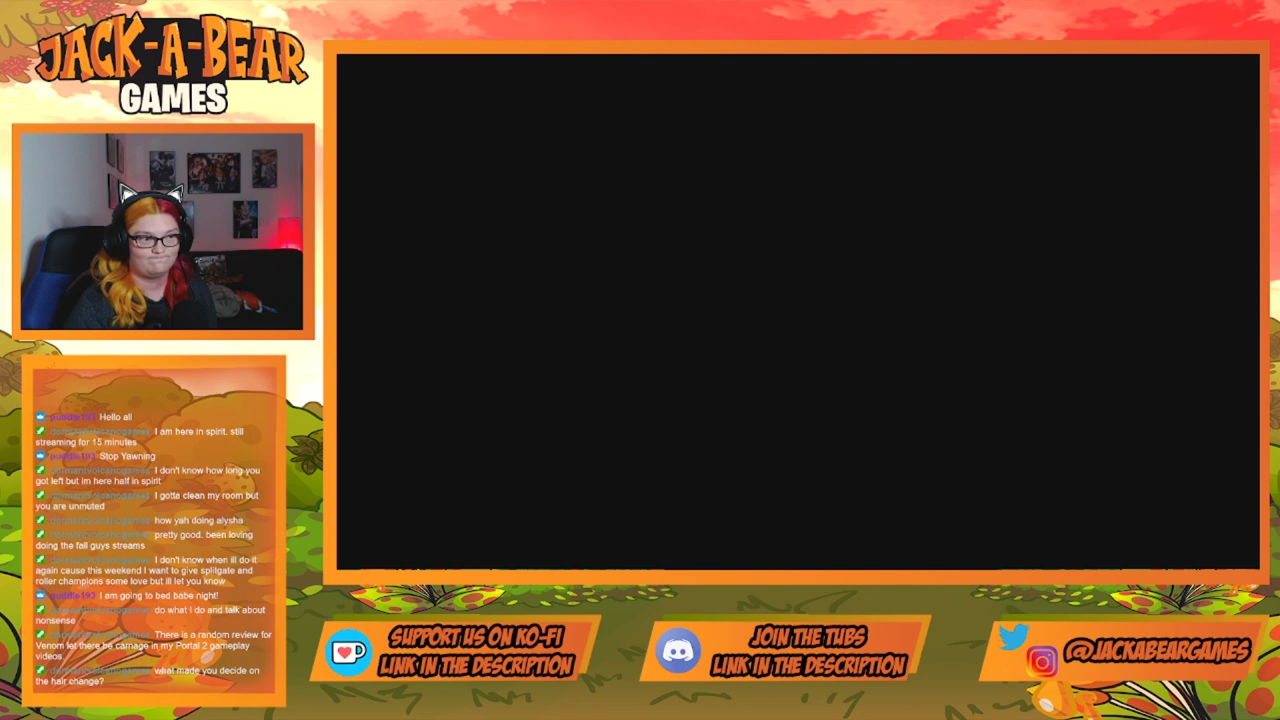 JACK-A-BEAR
GAMES
puddle193 Hello all
I am here in spirit. still
streaming for 15 minutes
puddle193 Stop Yawning
I don't know how long you
got left but im here half in spirit
I gotta clean my room but
you are unmuted
how yah doing alysha
pretty good. been loving
doing the fall guys streams
I don't know when ill do it
again cause this weekend I want to give splitgate and
roller champions some love but ill let you know
puddle193 I am going to bed babe night!
do what I do and talk about
nonsense
There is a random review for
Venom let there be carnage in my Portal 2 gameplay
videos.
what made you decide on
the hair change?
SUPPORT US ON KO-FI
LINK IN THE DESCRIPTION
JOIN THE TUBS
LINK IN THE DESCRIPTION
@JACKABEARGAMES